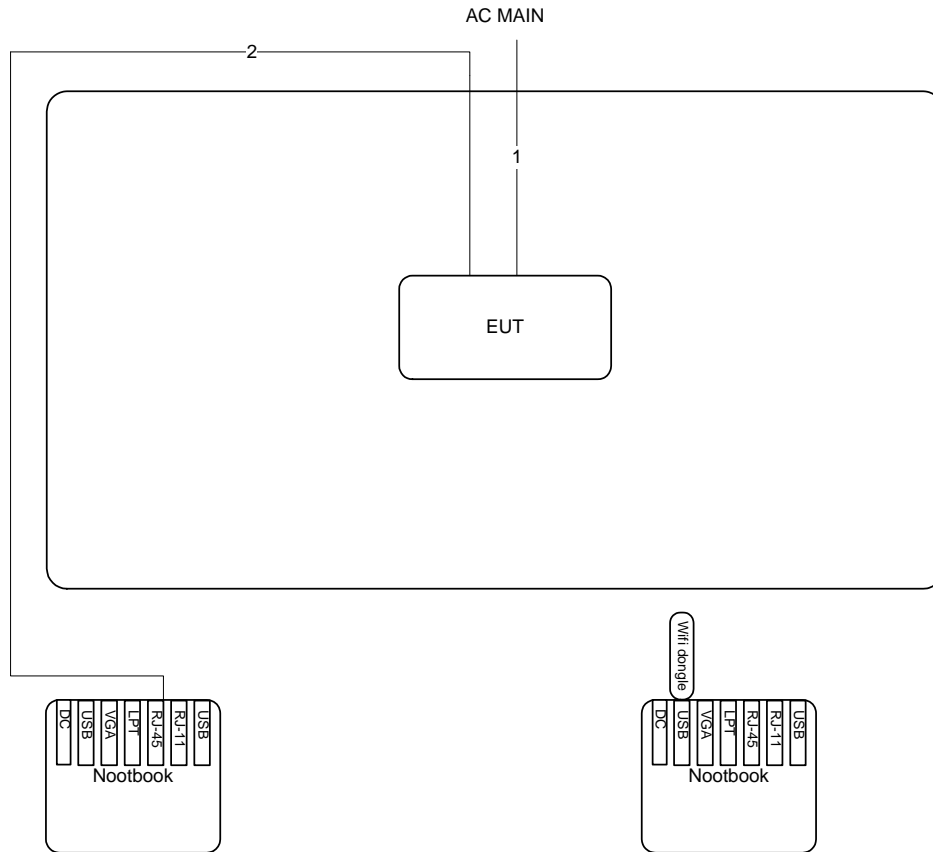 AC MAIN
2
1
EUT
Wifi dongle
DC
USB
VGA
LPT
RJ-45
RJ-11
USB
Nootbook
DC
USB
VGA
LPT
RJ-45
RJ-11
USB
Nootbook